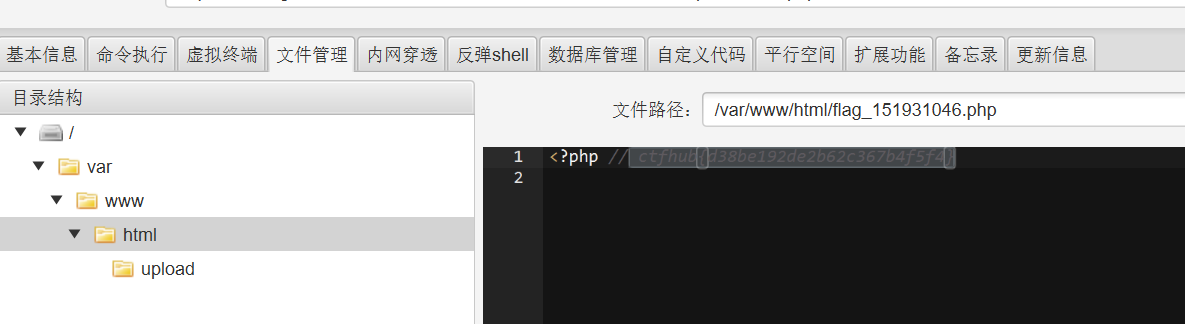 基本信息 命令执行 虚拟终端 文件管理 内网穿透 反弹shell 数据库管理 自定义代码 平行空间 扩展功能 备忘录 更新信息
目录结构
文件路径： /var/www/html/flag_151931046.php
/
var
www
html
upload
1 <?php // ctfhub{d38be192de2b62c367b4f5f4}
2